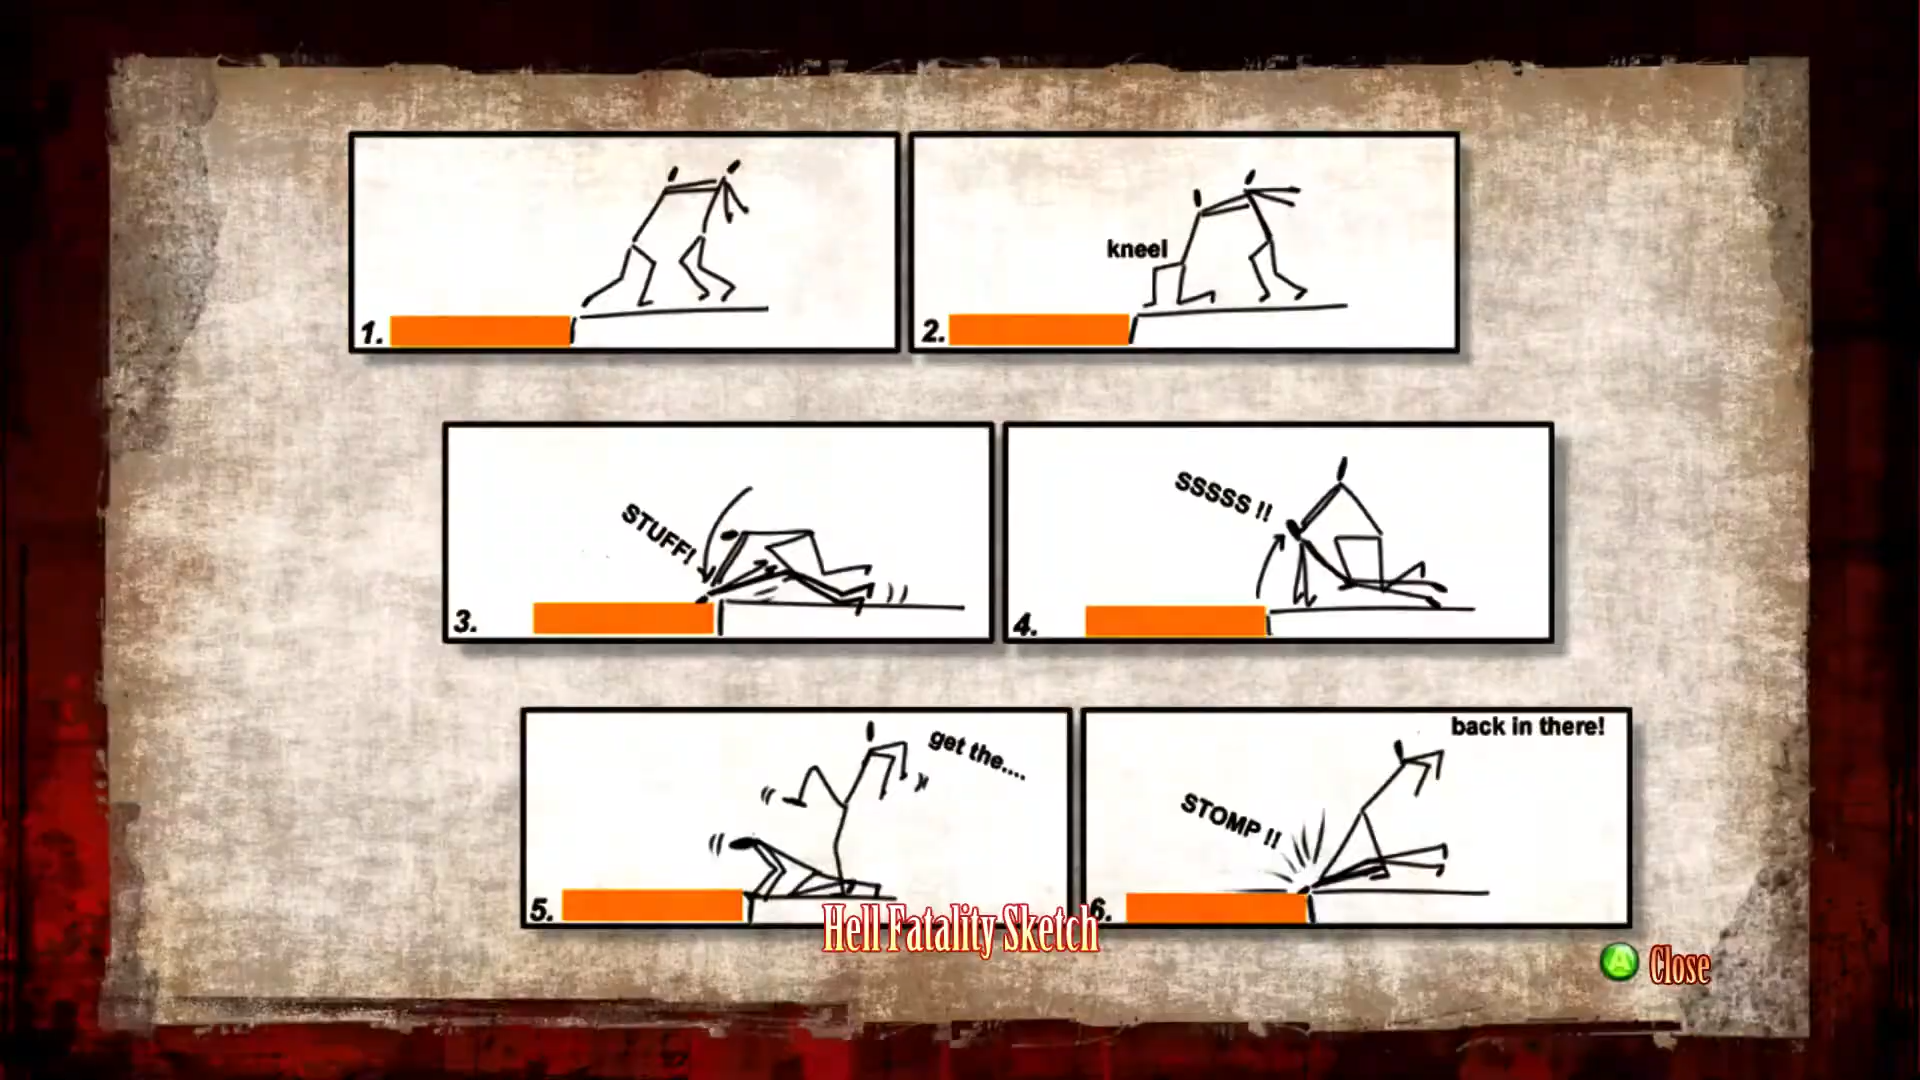 1.
kneel
2.
STUFF!
3.
SSSSS !!
4.
get the....
5.
back in there!
STOMP !!
6.
Hell Fatality Sketch
A Close